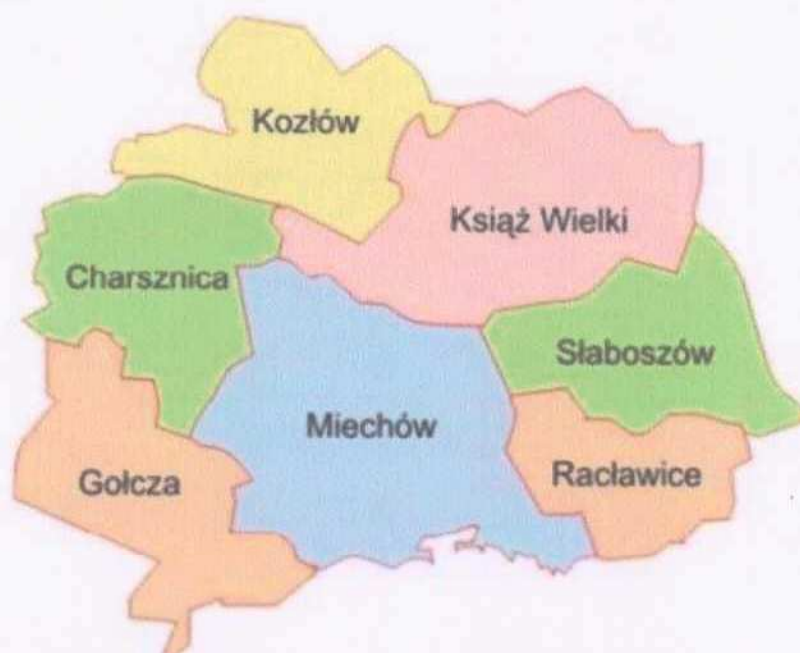 Kozłów
Książ Wielki
Charsznica
Słaboszów
Miechów
Racławice
Gołcza